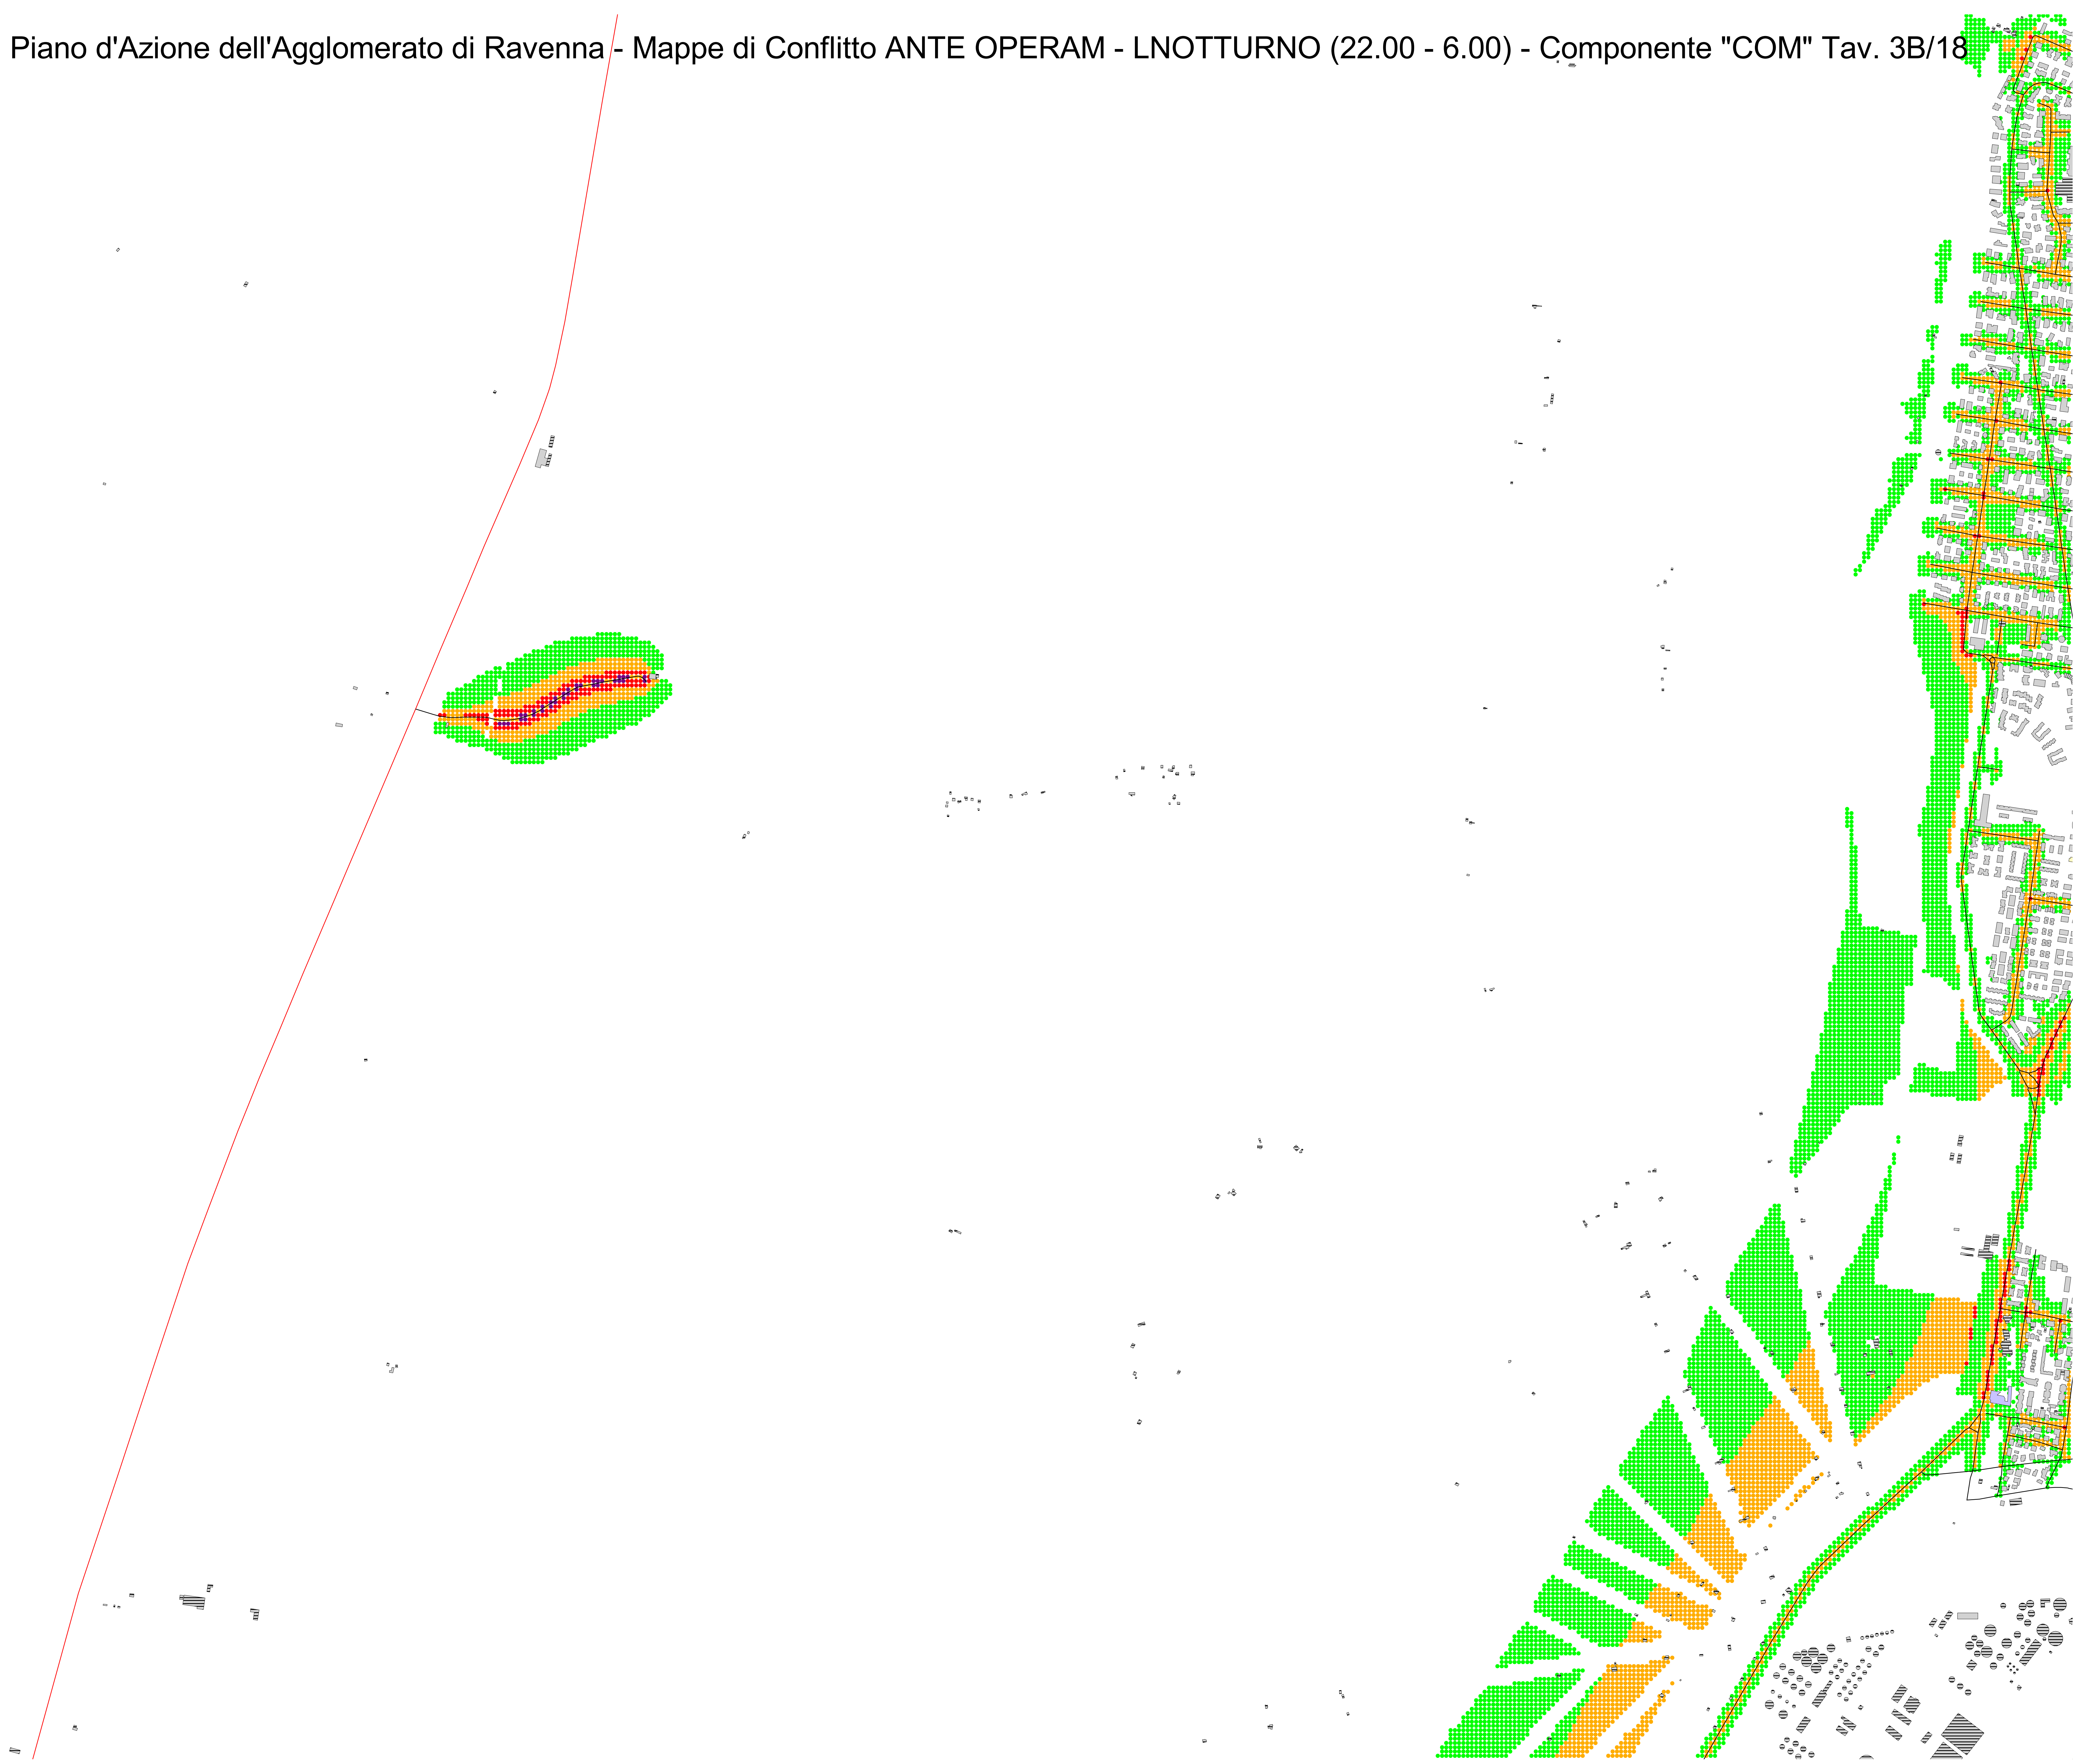 Piano d'Azione dell'Agglomerato di Ravenna - Mappe di Conflitto ANTE OPERAM - LNOTTURNO (22.00 - 6.00) - Componente "COM" Tav. 3B/18